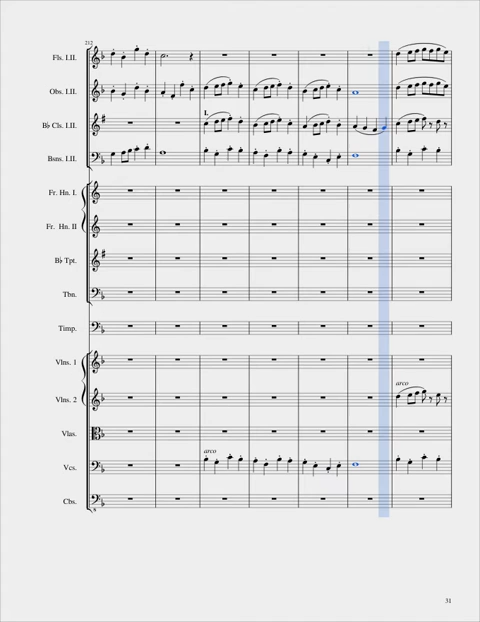 212
Fls. I.II.
Obs. I.II.
B♭ Cls. I.II.
I.
Bsns. I.II.
Fr. Hn. I.
Fr. Hn. II
B♭ Tpt.
Tbn.
Timp.
Vlns. 1
arco
Vlns. 2
Vlas.
arco
Vcs.
Cbs.
8
31